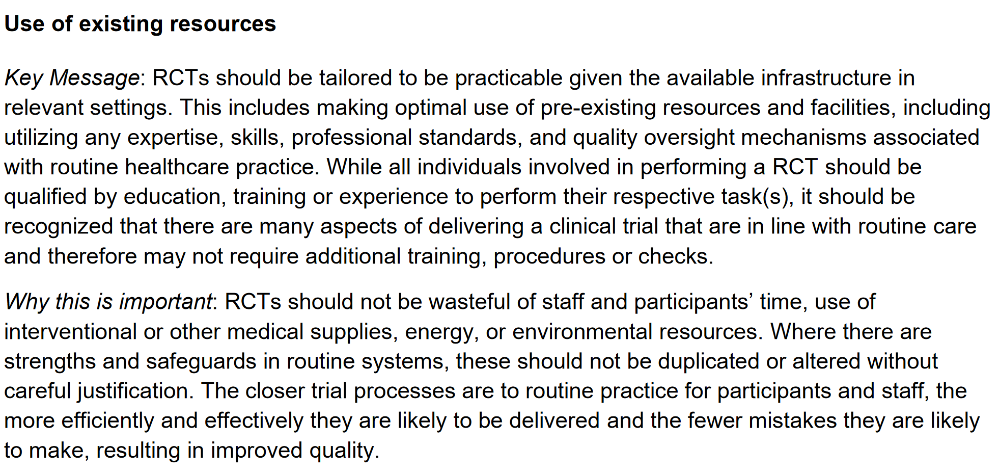 Use of existing resources
Key Message: RCTs should be tailored to be practicable given the available infrastructure in
relevant settings. This includes making optimal use of pre-existing resources and facilities, including
utilizing any expertise, skills, professional standards, and quality oversight mechanisms associated
with routine healthcare practice. While all individuals involved in performing a RCT should be
qualified by education, training or experience to perform their respective task(s), it should be
recognized that there are many aspects of delivering a clinical trial that are in line with routine care
and therefore may not require additional training, procedures or checks.
Why this is important: RCTs should not be wasteful of staff and participants’ time, use of
interventional or other medical supplies, energy, or environmental resources. Where there are
strengths and safeguards in routine systems, these should not be duplicated or altered without
careful justification. The closer trial processes are to routine practice for participants and staff, the
more efficiently and effectively they are likely to be delivered and the fewer mistakes they are likely
to make, resulting in improved quality.